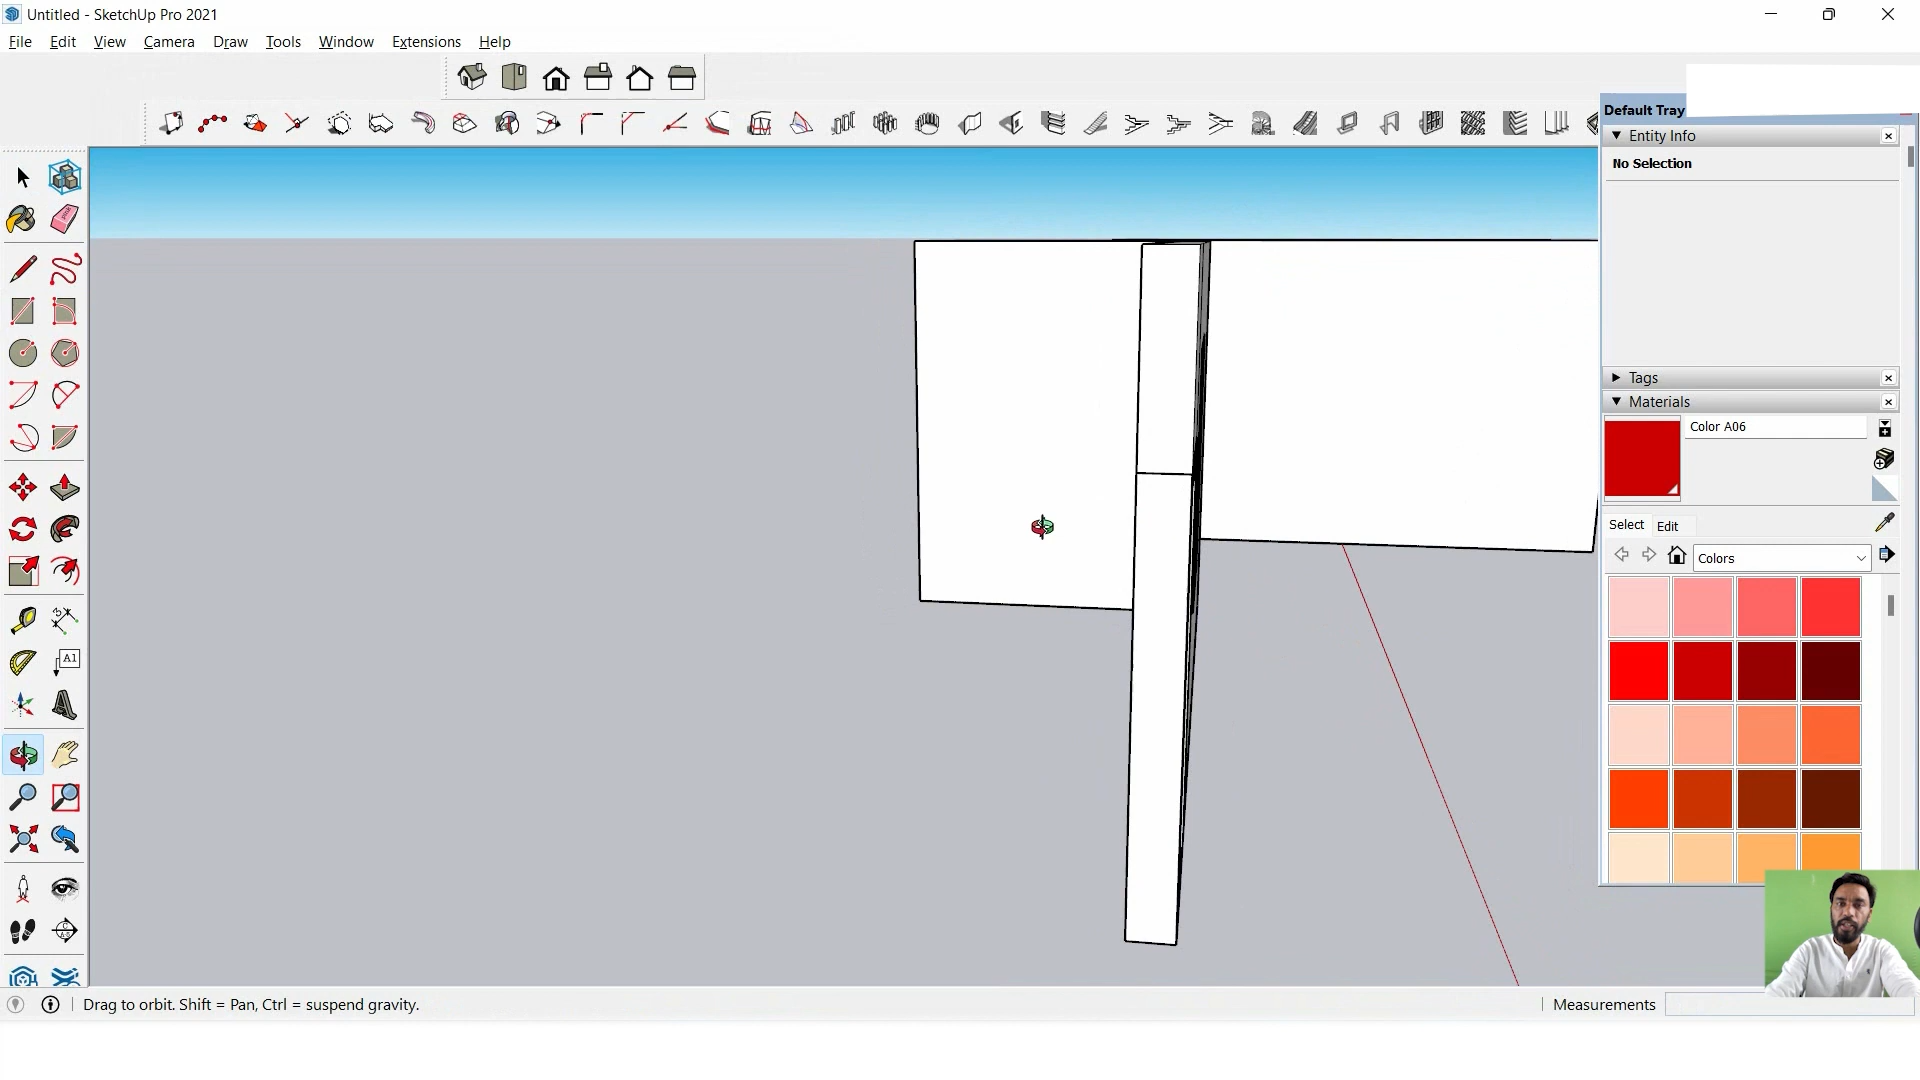 Untitled - SketchUp Pro 2021
File Edit View Camera Draw Tools Window Extensions Help
Default Tray
Entity Info
No Selection
Tags
Materials
Color A06
Select Edit
Colors
A1
Drag to orbit. Shift = Pan, Ctrl = suspend gravity.
Measurements